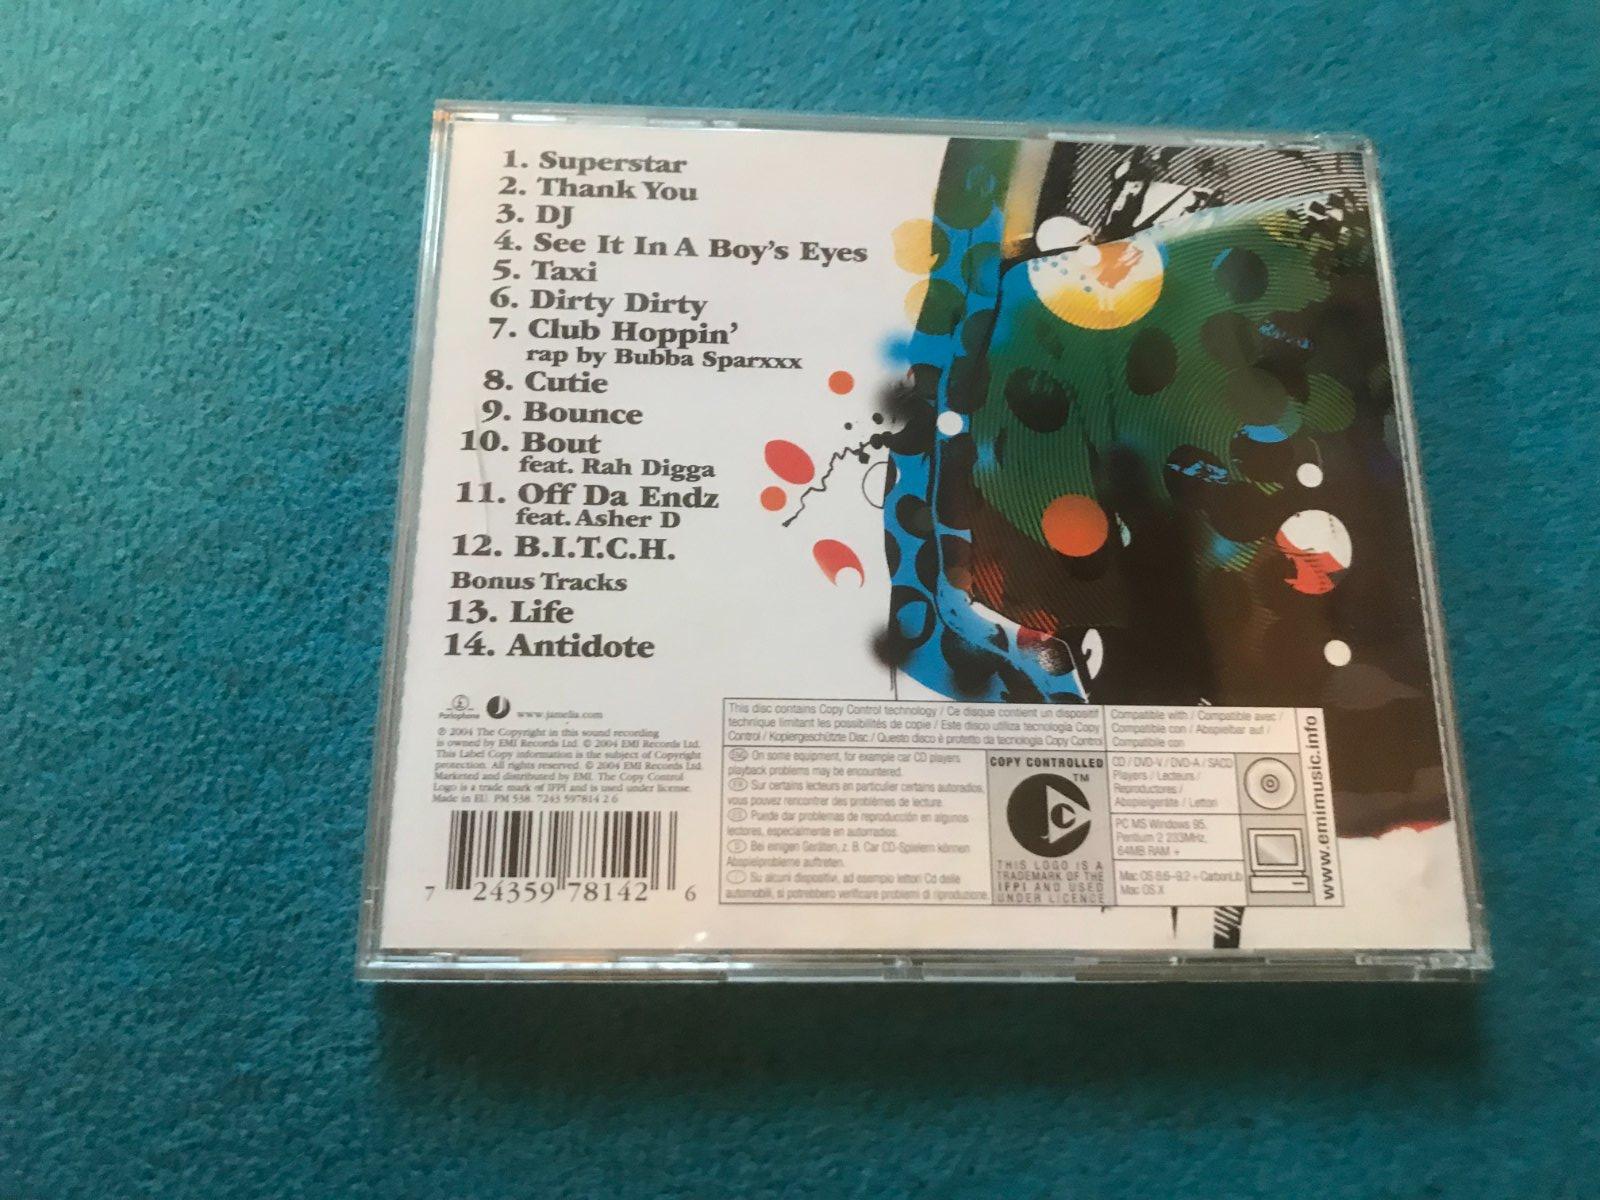 1. Superstar
2. Thank You
3. DJ
4. See It In A Boy's Eyes
5. Taxi
6. Dirty Dirty
7. Club Hoppin'
rap by Bubba Sparxxx
8. Cutie
9. Bounce
10. Bout
feat. Rah Digga
11. Off Da Endz
feat. Asher D
12. B.I.T.C.H.
Bonus Tracks
13. Life
14. Antidote
Parlophone
www.jamelia.com
℗ 2004 The Copyright in this sound recording
is owned by EMI Records Ltd. © 2004 EMI Records Ltd.
This Label Copy information is the subject of Copyright
protection. All rights reserved. © 2004 EMI Records Ltd.
Marketed and distributed by EMI. The Copy Control
Logo is a trade mark of IFPI and is used under license.
Made in EU. PM 538. 7243 597814 2 6
7 24359 78142 6
This disc contains Copy Control technology / Ce disque contient un dispositif
technique limitant les possibilités de copie / Este disco utiliza tecnología Copy
Control / Kopiergeschützte Disc / Questo disco è protetto da tecnologia Copy Control
ENG On some equipment, for example car CD players
playback problems may be encountered.
FR Sur certains lecteurs en particulier certains autoradios,
vous pouvez rencontrer des problèmes de lecture.
ES Puede dar problemas de reproducción en algunos
lectores, especialmente en autorradios.
D Bei einigen Geräten, z. B. Car CD-Spielern können
Abspielprobleme auftreten.
I Su alcuni dispositivi, ad esempio lettori Cd delle
automobili, si potrebbero verificare problemi di riproduzione.
COPY CONTROLLED
TM
THIS LOGO IS A
TRADEMARK OF THE
IFPI AND USED
UNDER LICENCE
Compatible with / Compatible avec /
Compatible con / Abspielbar auf /
Compatibile con
CD / DVD-V / DVD-A / SACD
Players / Lecteurs /
Reproductores /
Abspielgeräte / Lettori
PC MS Windows 95,
Pentium 2 233MHz,
64MB RAM +
Mac OS 8.6-9.2 + CarbonLib
Mac OS X
www.emimusic.info